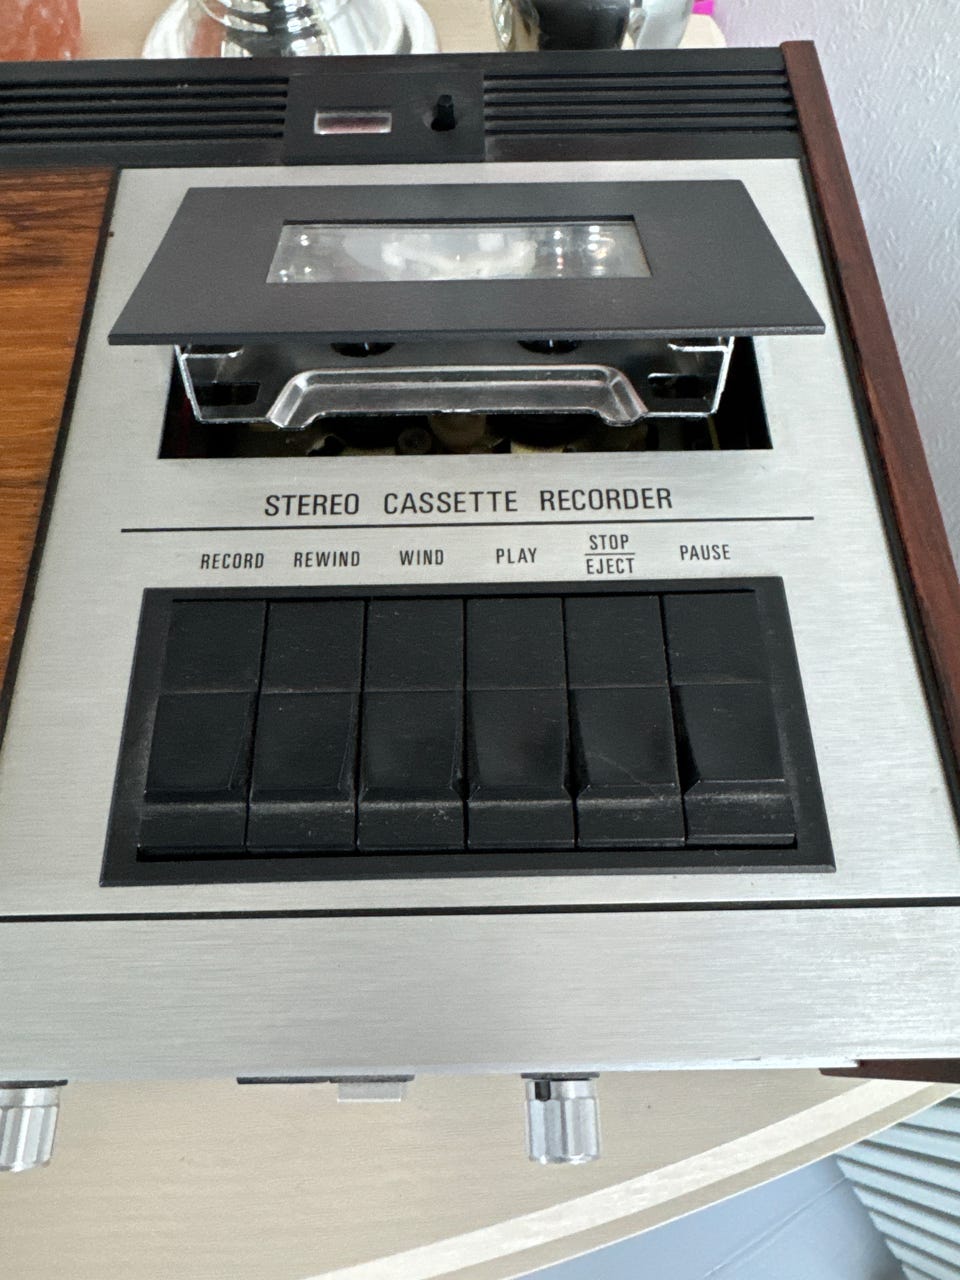 STEREO CASSETTE RECORDER
RECORD REWIND WIND PLAY STOP EJECT PAUSE